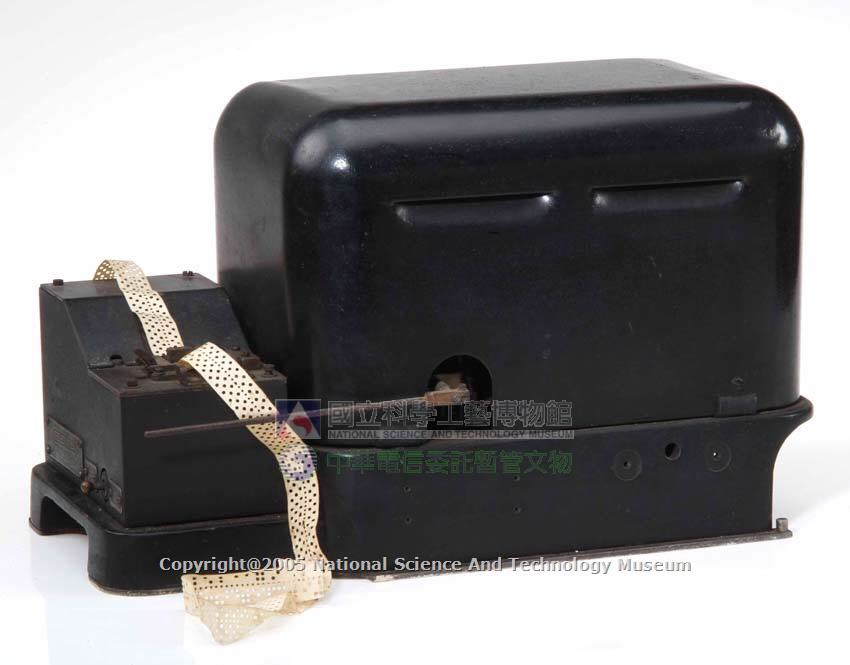 國立科學工藝博物館
NATIONAL SCIENCE AND TECHNOLOGY MUSEUM
中華電信委託暫管文物
Copyright@2005 National Science And Technology Museum